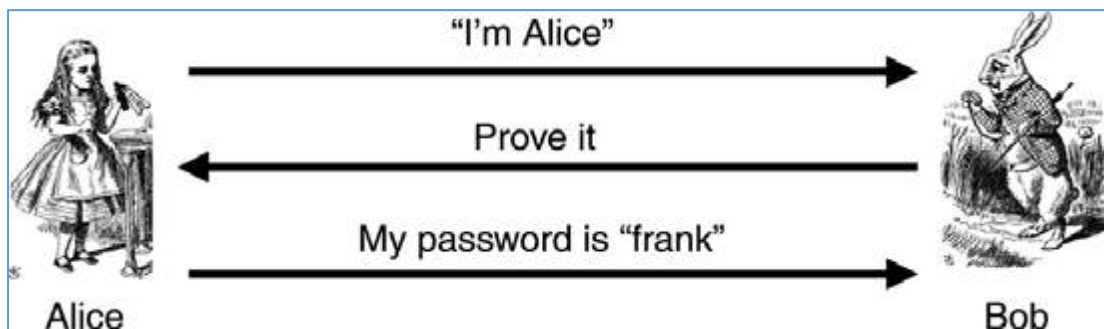 “I’m Alice”
Prove it
My password is “frank”
Alice
Bob